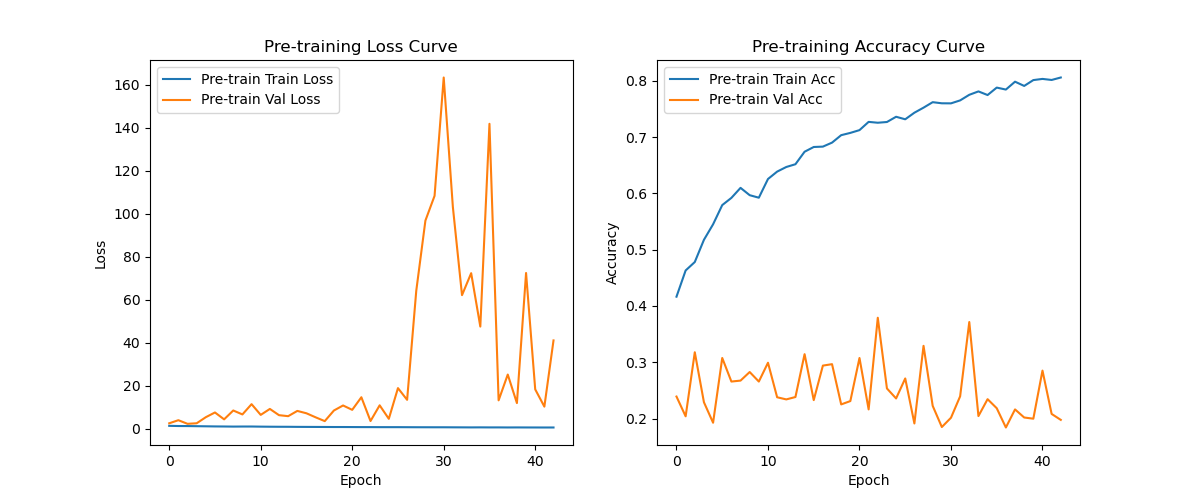 Pre-training Loss Curve
Pre-train Train Loss
Pre-train Val Loss
160
140
120
100
80
60
40
20
0
Loss
0 10 20 30 40
Epoch
Pre-training Accuracy Curve
Pre-train Train Acc
Pre-train Val Acc
0.8
0.7
0.6
0.5
0.4
0.3
0.2
Accuracy
0 10 20 30 40
Epoch